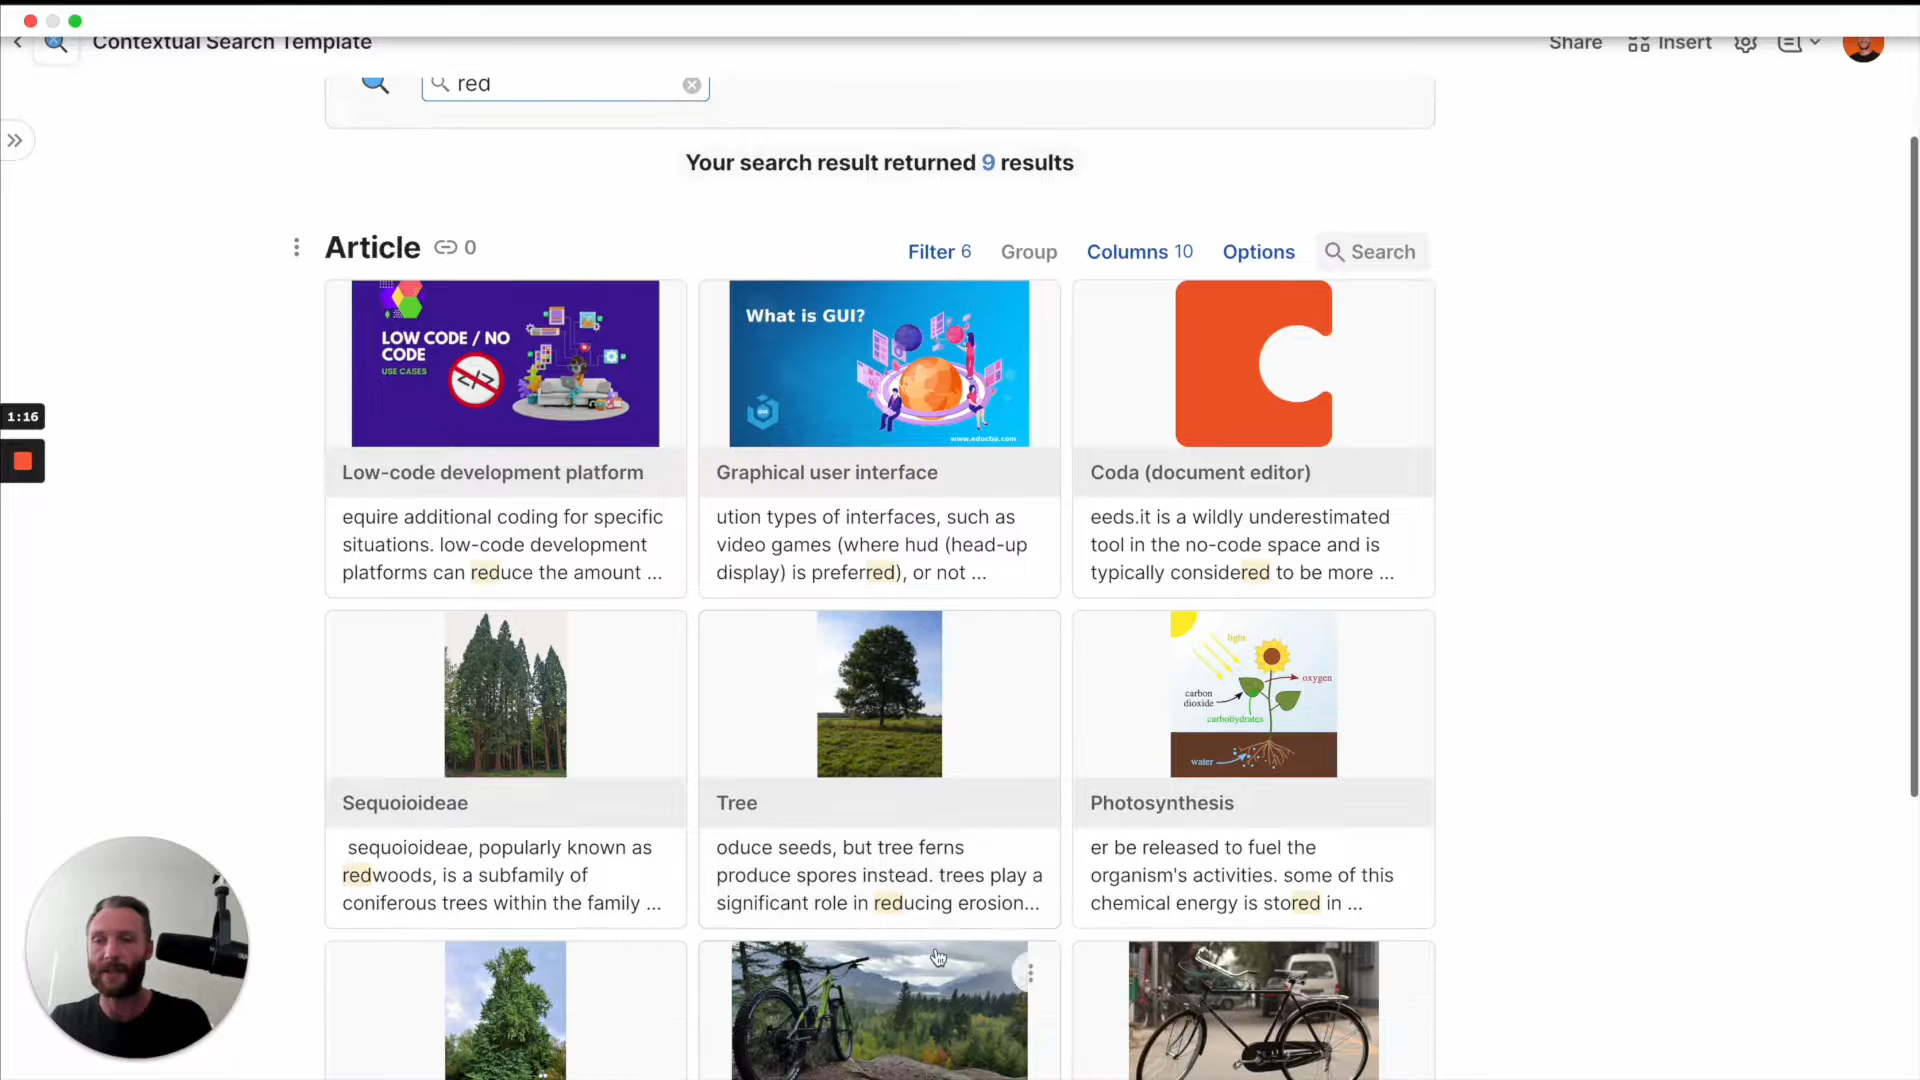 Contextual Search Template
Share
Insert
red
Your search result returned 9 results
Article
0
Filter 6
Group
Columns 10
Options
Search
LOW CODE / NO
CODE
USE CASES
What is GUI?
www.educba.com
1:16
Low-code development platform
Graphical user interface
Coda (document editor)
equire additional coding for specific
situations. low-code development
platforms can reduce the amount ...
ution types of interfaces, such as
video games (where hud (head-up
display) is preferred), or not ...
eeds.it is a wildly underestimated
tool in the no-code space and is
typically considered to be more ...
light
oxygen
carbon
dioxide
carbohydrates
water
Sequoioideae
Tree
Photosynthesis
sequoioideae, popularly known as
redwoods, is a subfamily of
coniferous trees within the family ...
oduce seeds, but tree ferns
produce spores instead. trees play a
significant role in reducing erosion...
er be released to fuel the
organism's activities. some of this
chemical energy is stored in ...